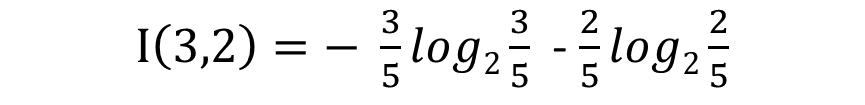 I(3,2) = − 3/5 log₂ 3/5 - 2/5 log₂ 2/5